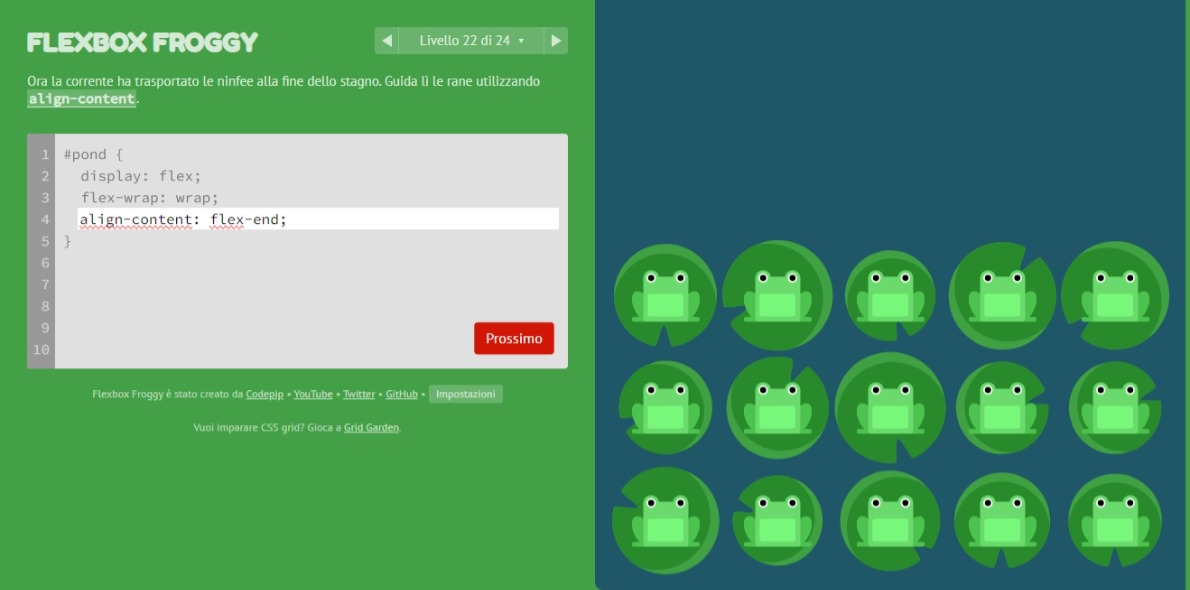 FLEXBOX FROGGY
◀ Livello 22 di 24 ▾ ▶
Ora la corrente ha trasportato le ninfee alla fine dello stagno. Guida lì le rane utilizzando
align-content.
1 #pond {
2 display: flex;
3 flex-wrap: wrap;
4 align-content: flex-end;
5 }
6
7
8
9
10
Prossimo
Flexbox Froggy è stato creato da Codepip • YouTube • Twitter • GitHub • Impostazioni
Vuoi imparare CSS grid? Gioca a Grid Garden.